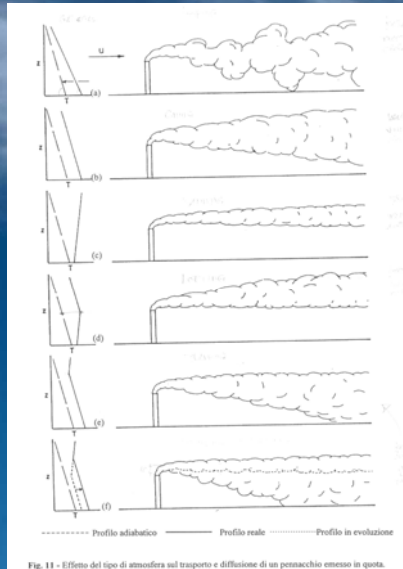 z
U
T
(a)
z
T
(b)
z
T
(c)
z
T
(d)
z
T
(e)
z
T
(f)
Profilo adiabatico Profilo reale Profilo in evoluzione
Fig. 11 - Effetto del tipo di atmosfera sul trasporto e diffusione di un pennacchio emesso in quota.